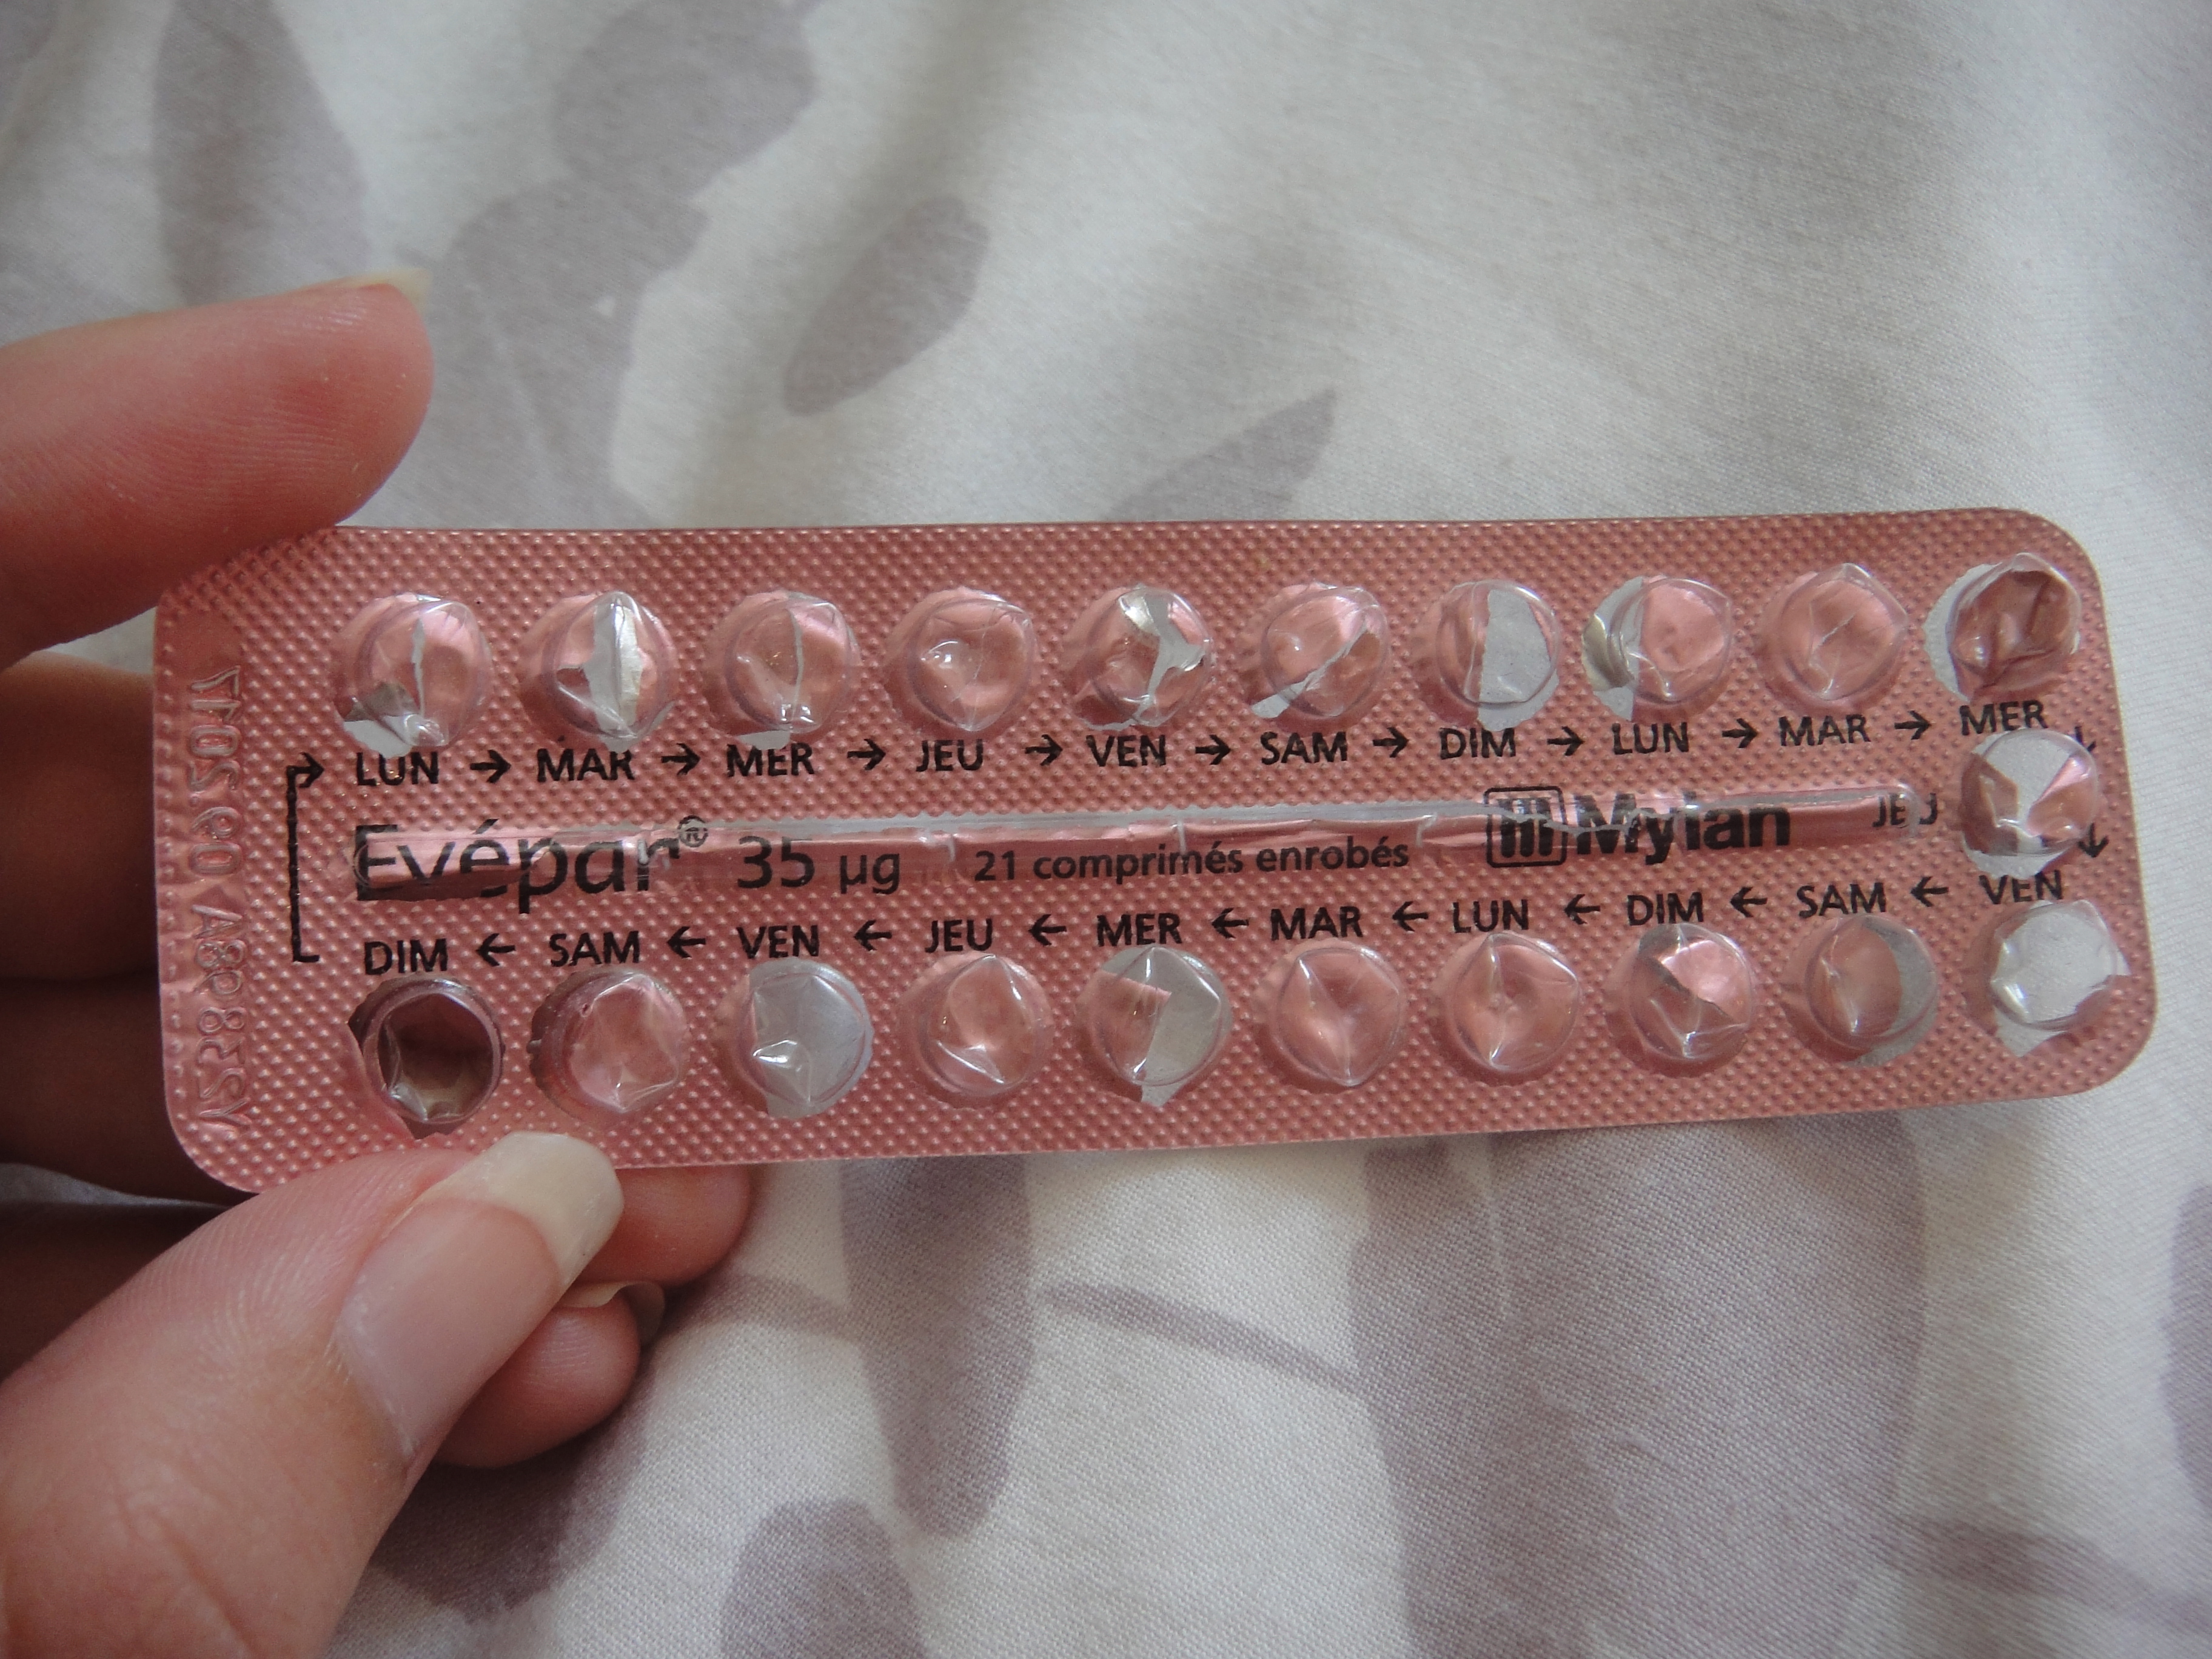 → LUN → MAR → MER → JEU → VEN → SAM → DIM → LUN → MAR → MER ↓
Evépar® 35 µg 21 comprimés enrobés Mylan JEU ↓
DIM ← SAM ← VEN ← JEU ← MER ← MAR ← LUN ← DIM ← SAM ← VEN